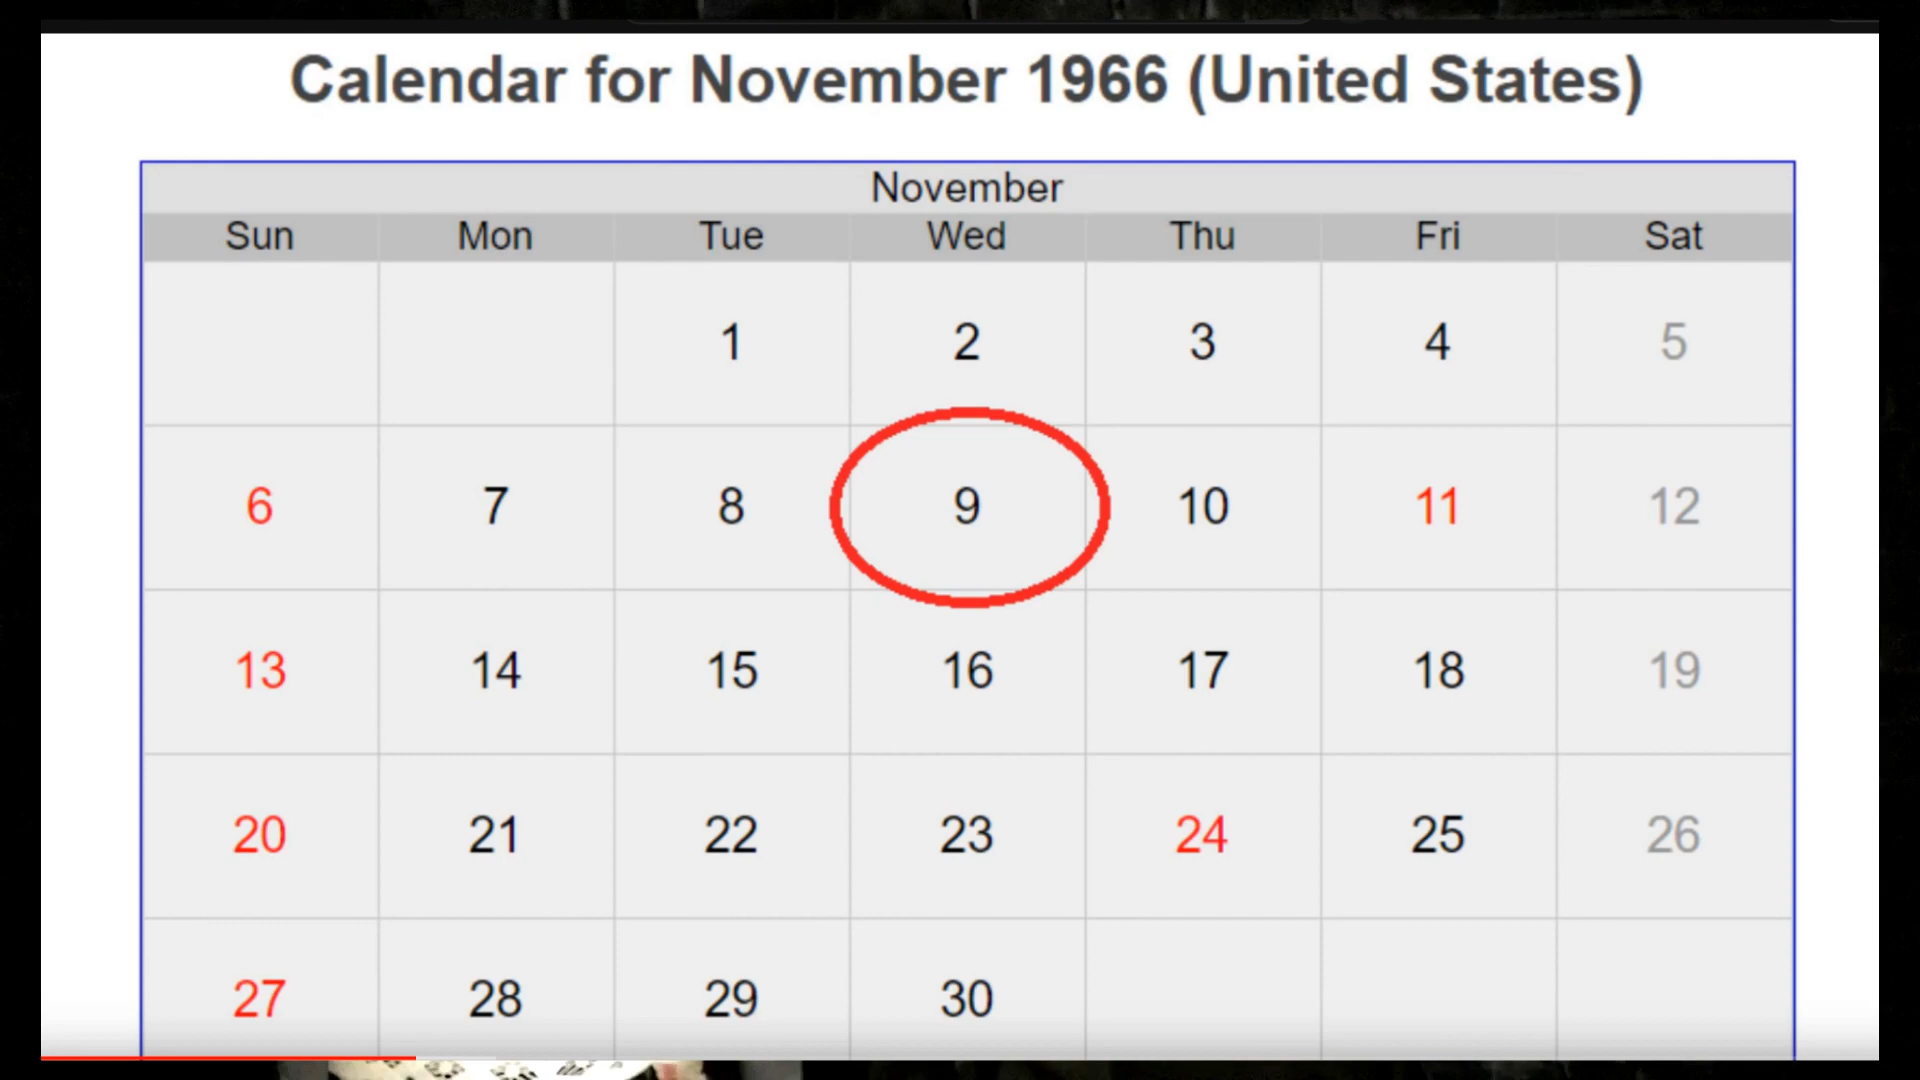 Calendar for November 1966 (United States)
November
Sun Mon Tue Wed Thu Fri Sat
1 2 3 4 5
6 7 8 9 10 11 12
13 14 15 16 17 18 19
20 21 22 23 24 25 26
27 28 29 30